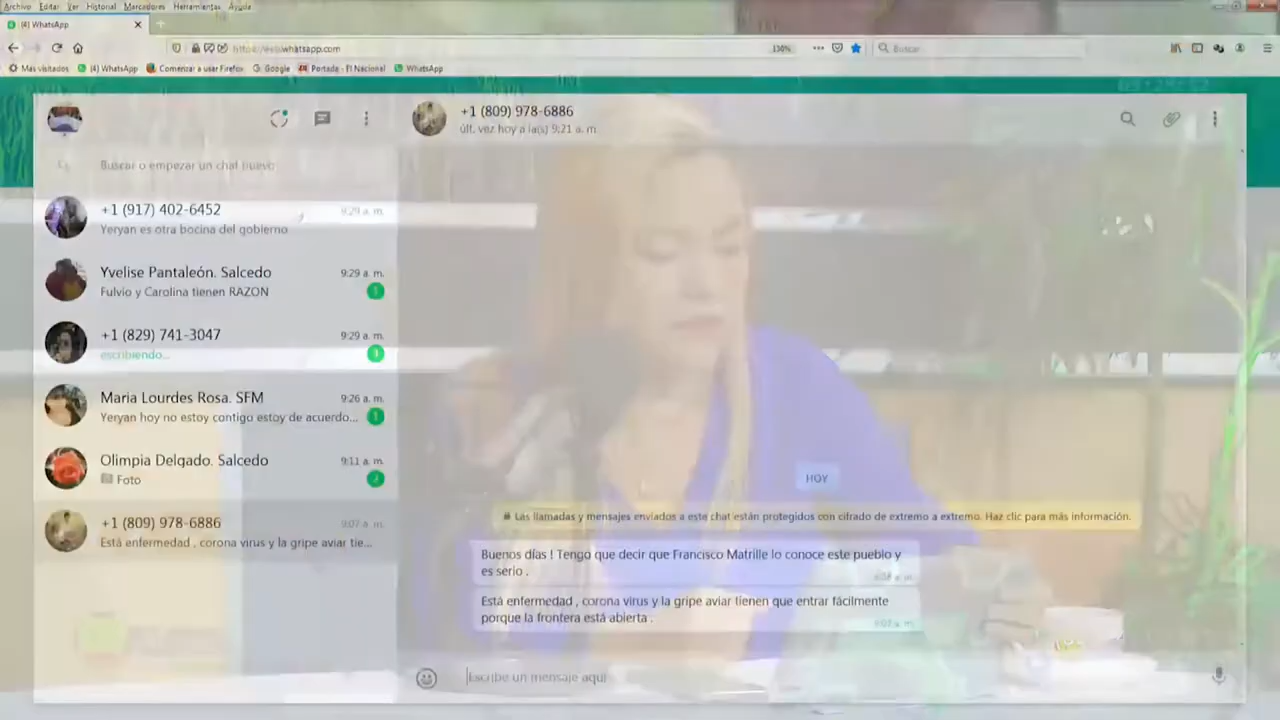 Archivo Editar Ver Historial Marcadores Herramientas Ayuda
(4) WhatsApp
https://web.whatsapp.com
130%
Buscar
Más visitados (4) WhatsApp Comenzar a usar Firefox Google Portada - El Nacional WhatsApp
+1 (809) 978-6886
últ. vez hoy a la(s) 9:21 a. m.
Buscar o empezar un chat nuevo
+1 (917) 402-6452 9:29 a. m.
Yeryan es otra bocina del gobierno
Yvelise Pantaleón. Salcedo 9:29 a. m.
Fulvio y Carolina tienen RAZON 1
+1 (829) 741-3047 9:29 a. m.
escribiendo...
Maria Lourdes Rosa. SFM 9:26 a. m.
Yeryan hoy no estoy contigo estoy de acuerdo... 1
Olimpia Delgado. Salcedo 9:11 a. m.
Foto
+1 (809) 978-6886 9:07 a. m.
Está enfermedad , corona virus y la gripe aviar tie...
HOY
Las llamadas y mensajes enviados a este chat están protegidos con cifrado de extremo a extremo. Haz clic para más información.
Buenos días ! Tengo que decir que Francisco Matrille lo conoce este pueblo y
es serio .
Está enfermedad , corona virus y la gripe aviar tienen que entrar fácilmente
porque la frontera está abierta .
9:07 a. m.
Escribe un mensaje aquí